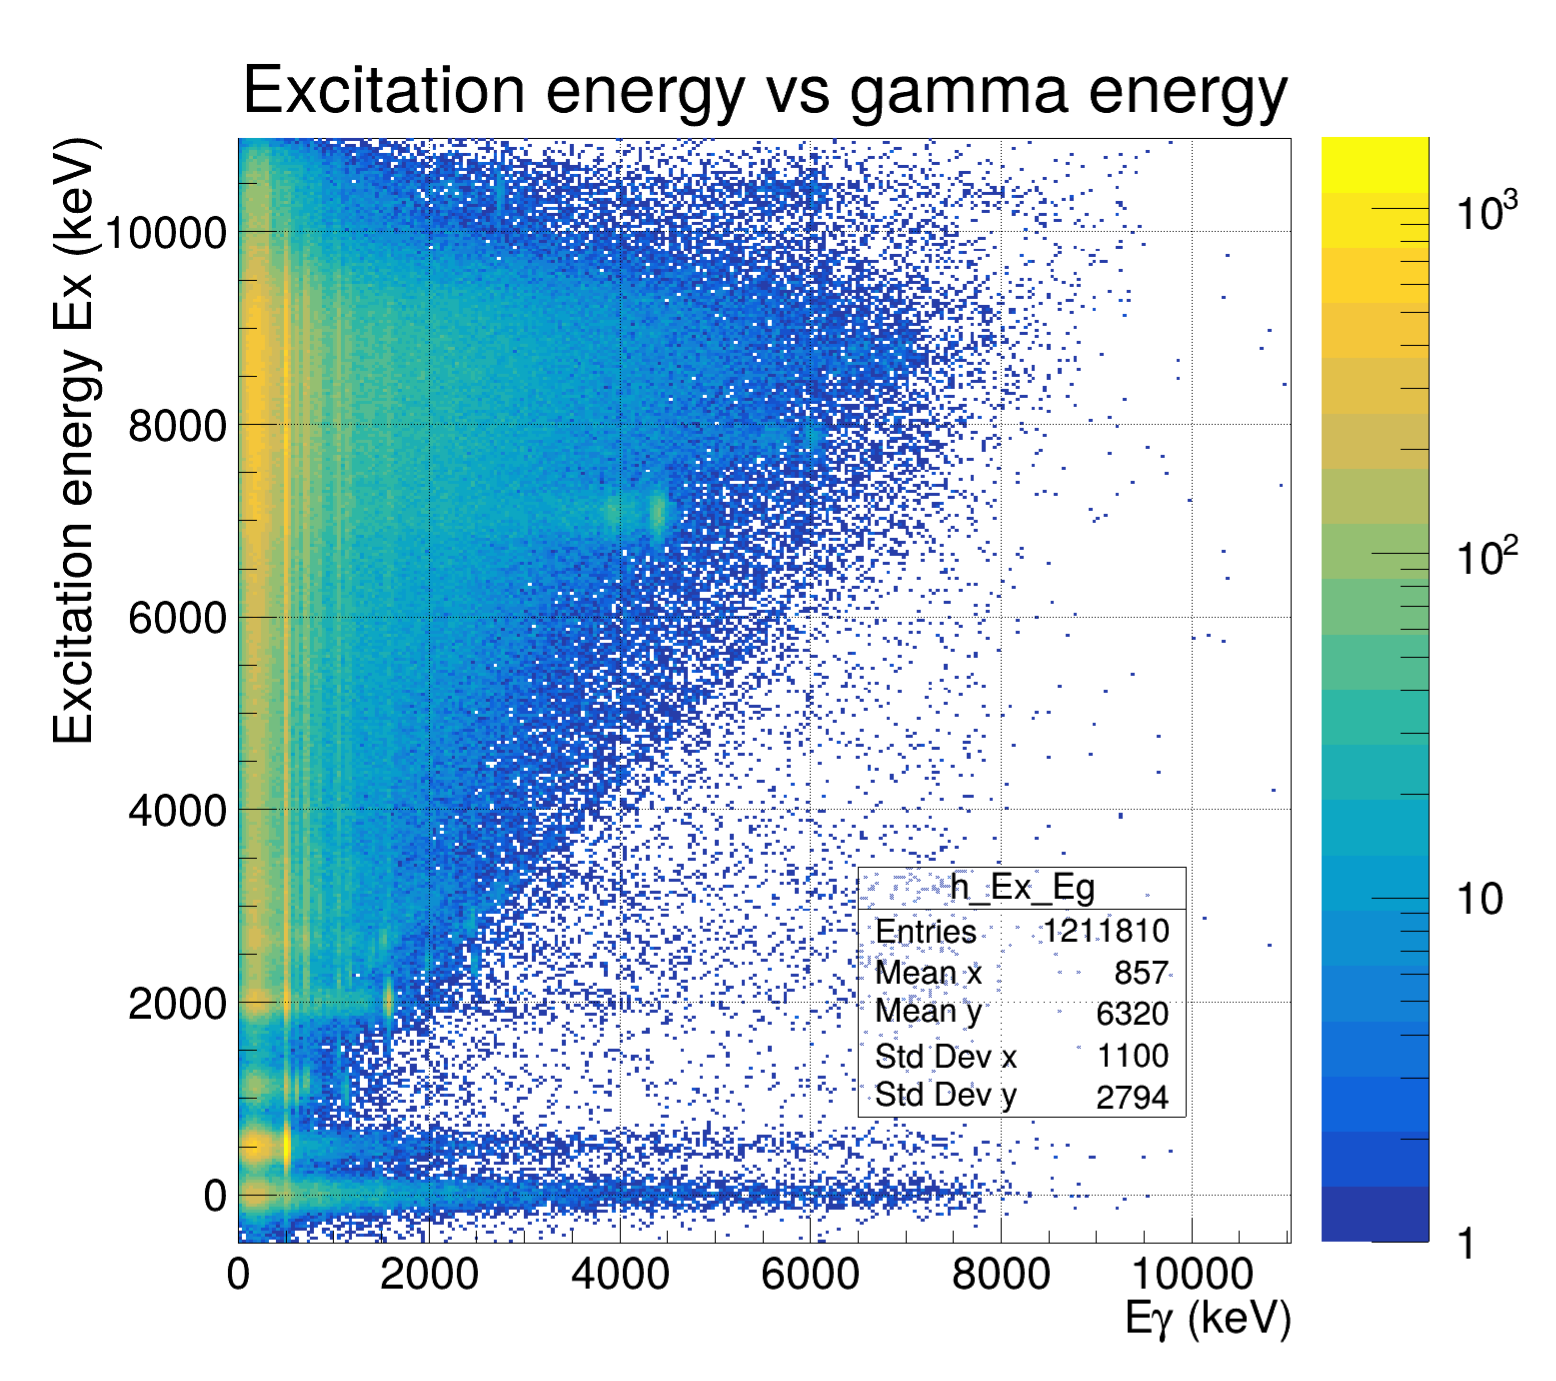 Excitation energy vs gamma energy
Excitation energy Ex (keV)
10000
8000
6000
4000
2000
0
0 2000 4000 6000 8000 10000
Eγ (keV)
h_Ex_Eg
Entries 1211810
Mean x 857
Mean y 6320
Std Dev x 1100
Std Dev y 2794
10³
10²
10
1